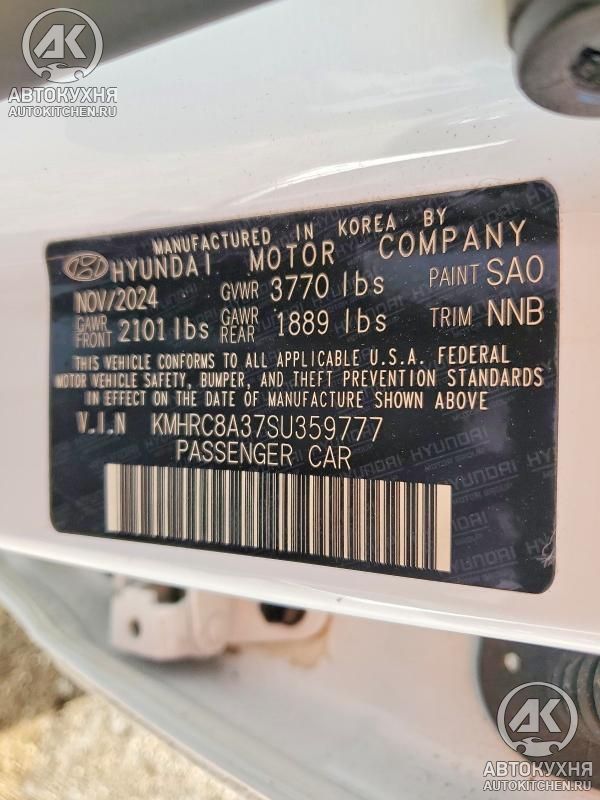 АК
АВТОКУХНЯ
AUTOKITCHEN.RU
MANUFACTURED IN KOREA BY
HYUNDAI MOTOR COMPANY
NOV/2024 GVWR 3770 lbs PAINT SAO
GAWR FRONT 2101 lbs GAWR REAR 1889 lbs TRIM NNB
THIS VEHICLE CONFORMS TO ALL APPLICABLE U.S.A. FEDERAL
MOTOR VEHICLE SAFETY, BUMPER, AND THEFT PREVENTION STANDARDS
IN EFFECT ON THE DATE OF MANUFACTURE SHOWN ABOVE
V.I.N KMHRC8A37SU359777
PASSENGER CAR
АК
АВТОКУХНЯ
AUTOKITCHEN.RU